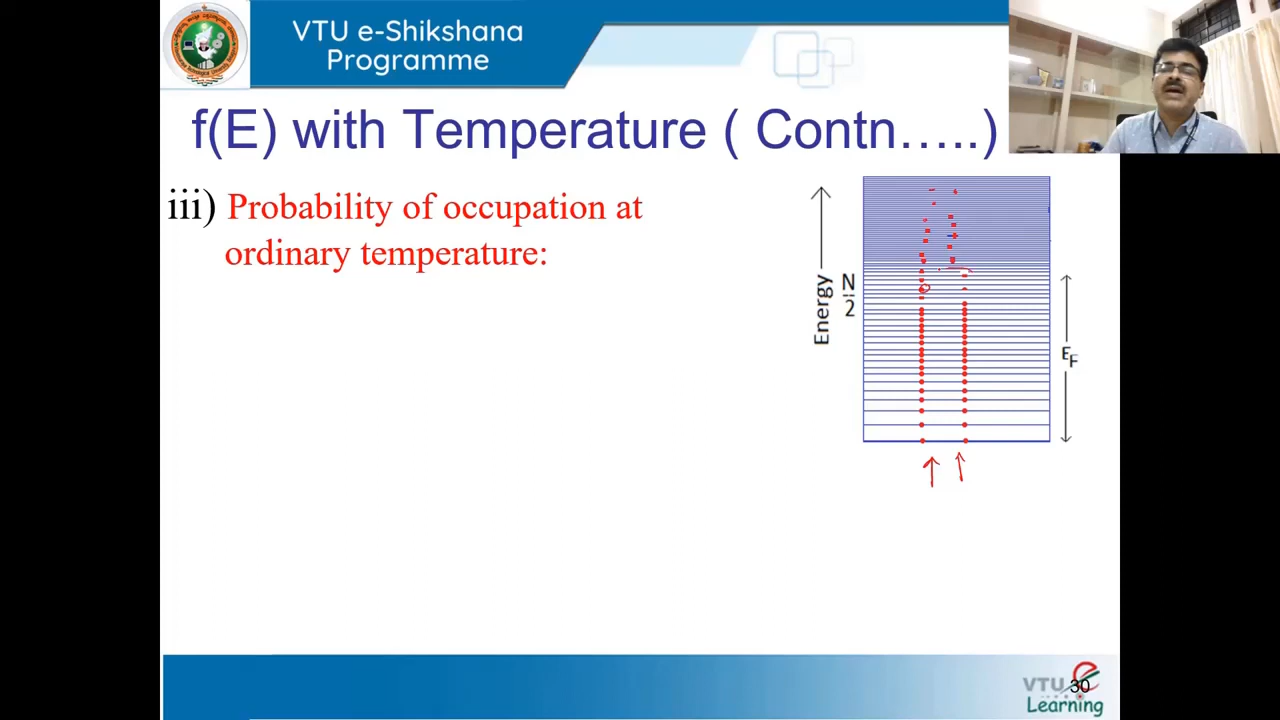 VTU e-Shikshana
Programme
f(E) with Temperature ( Contn…..)
iii) Probability of occupation at
ordinary temperature:
Energy
N
2
EF
VTU
30
Learning